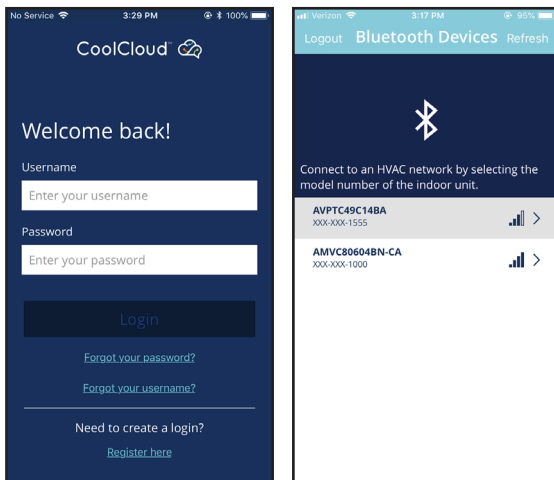 No Service 3:29 PM 100%
CoolCloud™
Welcome back!
Username
Enter your username
Password
Enter your password
Login
Forgot your password?
Forgot your username?
Need to create a login?
Register here
Verizon 3:17 PM 95%
Logout Bluetooth Devices Refresh
Connect to an HVAC network by selecting the
model number of the indoor unit.
AVPTC49C14BA
XXX-XXX-1555
AMVC80604BN-CA
XXX-XXX-1000